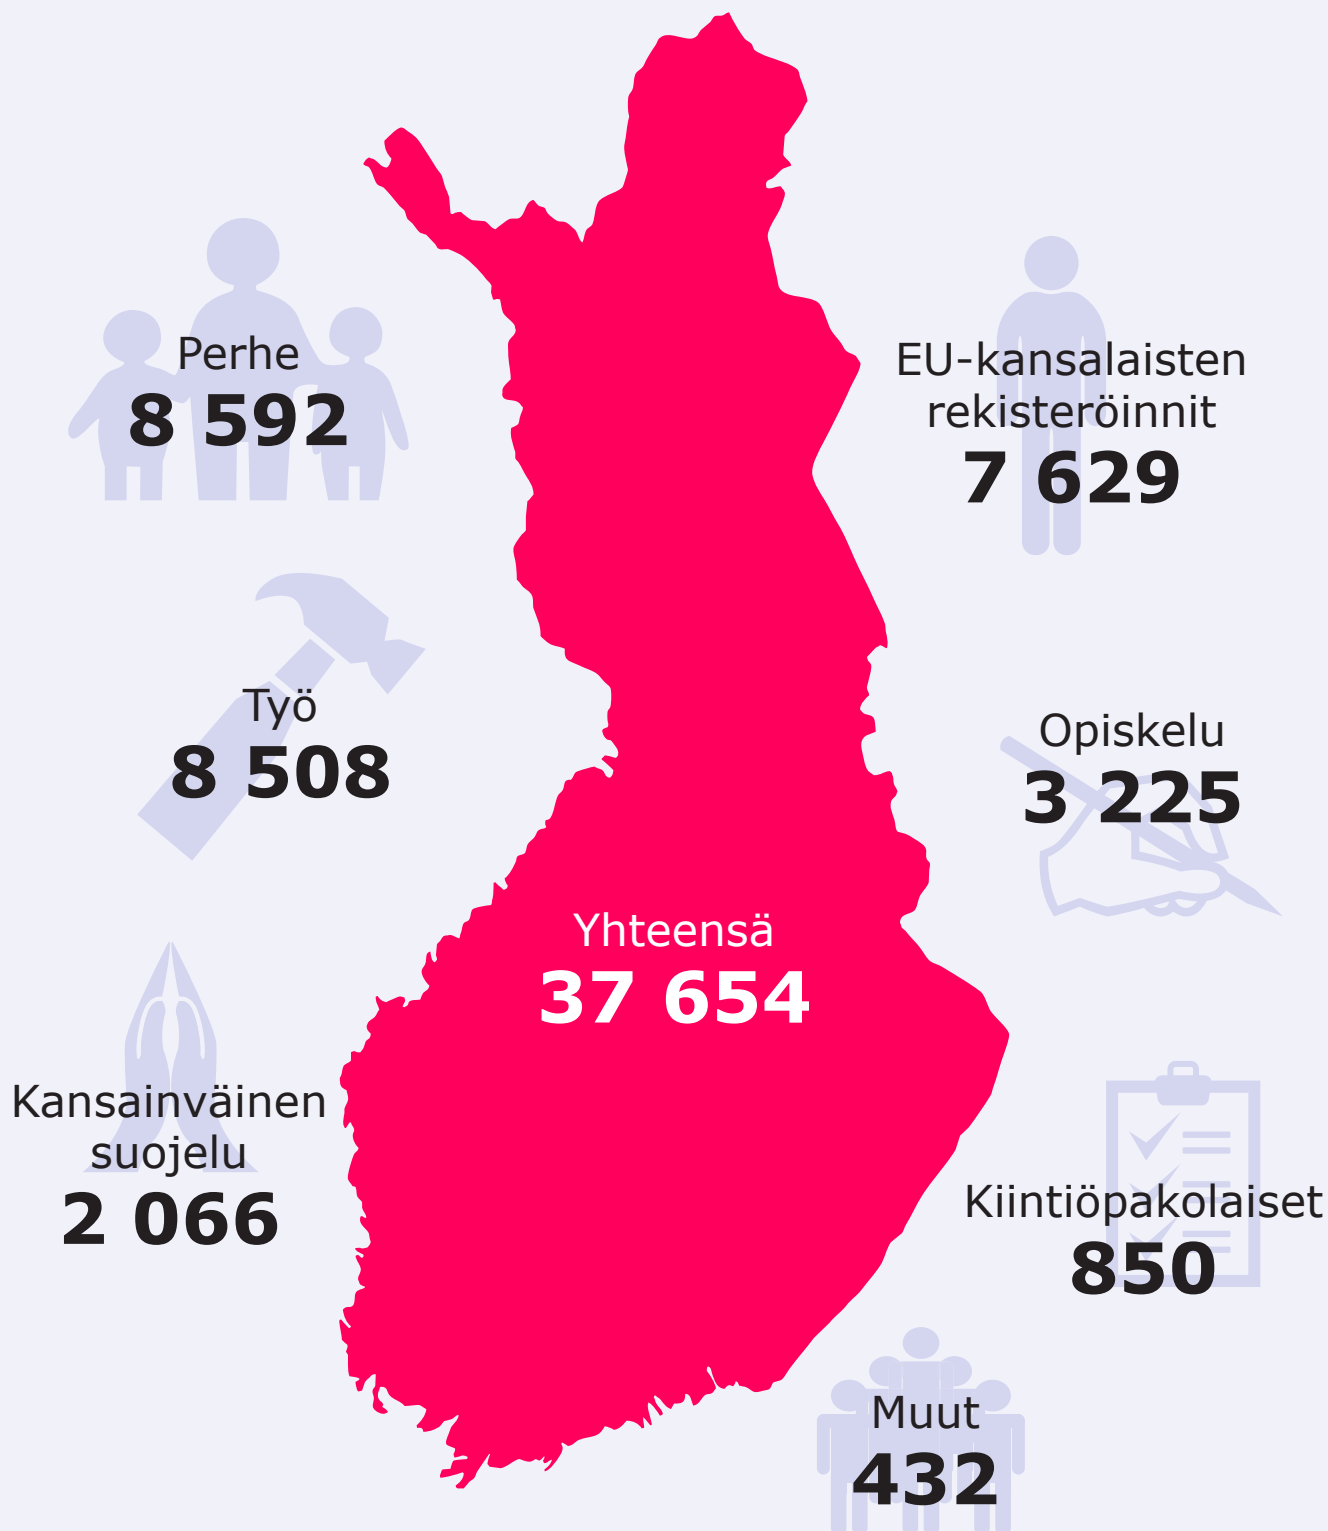 Perhe
8 592
EU-kansalaisten
rekisteröinnit
7 629
Työ
8 508
Opiskelu
3 225
Yhteensä
37 654
Kansainväinen
suojelu
2 066
Kiintiöpakolaiset
850
Muut
432